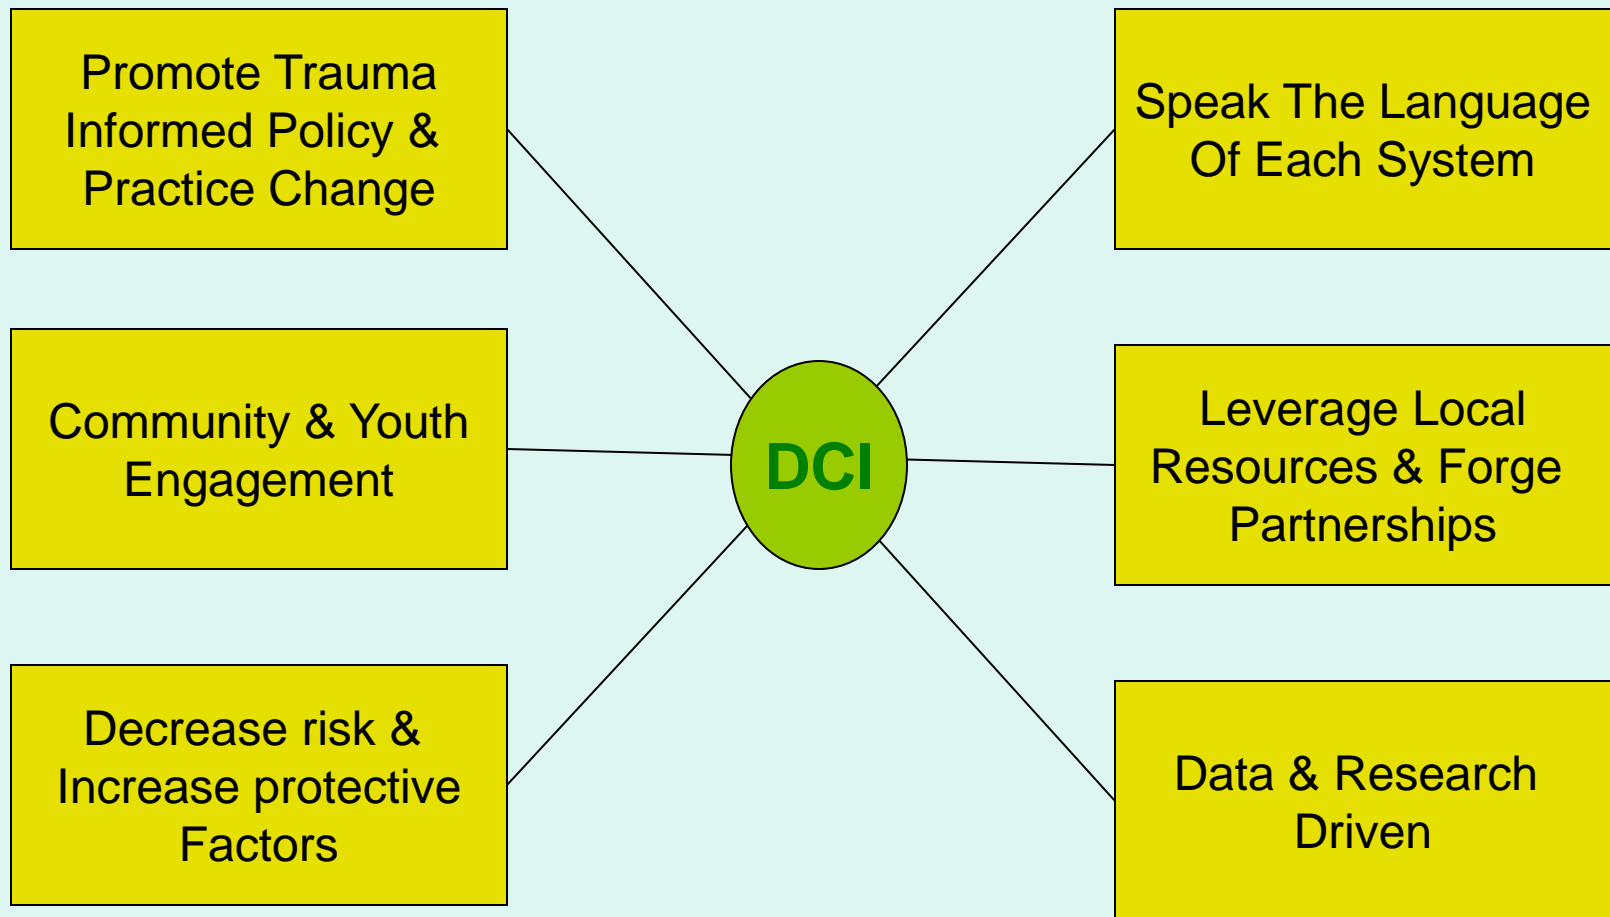 Promote Trauma
Informed Policy &
Practice Change
Speak The Language
Of Each System
Community & Youth
Engagement
DCI
Leverage Local
Resources & Forge
Partnerships
Decrease risk &
Increase protective
Factors
Data & Research
Driven